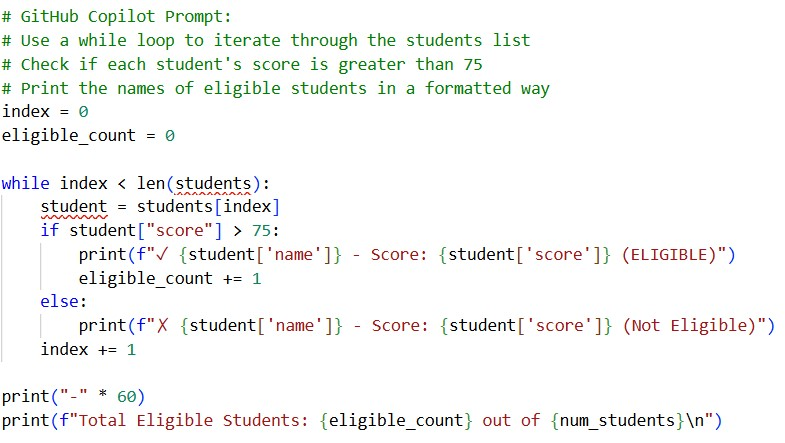 # GitHub Copilot Prompt:
# Use a while loop to iterate through the students list
# Check if each student's score is greater than 75
# Print the names of eligible students in a formatted way
index = 0
eligible_count = 0

while index < len(students):
    student = students[index]
    if student["score"] > 75:
        print(f"✓ {student['name']} - Score: {student['score']} (ELIGIBLE)")
        eligible_count += 1
    else:
        print(f"✗ {student['name']} - Score: {student['score']} (Not Eligible)")
    index += 1

print("-" * 60)
print(f"Total Eligible Students: {eligible_count} out of {num_students}\n")